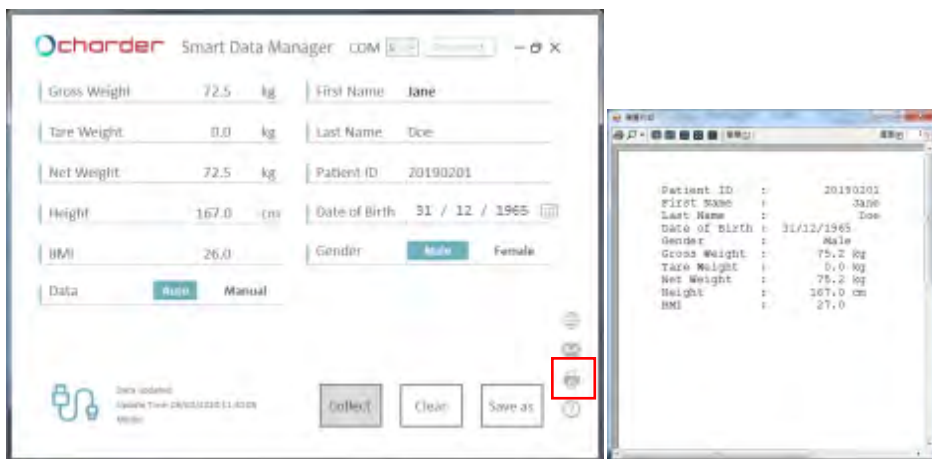 charder Smart Data Manager COM
Gross Weight 72.5 kg
Tare Weight 0.0 kg
Net Weight 72.5 kg
Height 167.0 cm
BMI 26.0
Data Auto Manual
First Name Jane
Last Name Doe
Patient ID 20190201
Date of Birth 31 / 12 / 1965
Gender Male Female
Data updated
Update Time
Collect Clear Save as
Patient ID : 20190201
First Name : Jane
Last Name : Doe
Date of Birth : 31/12/1965
Gender : Male
Gross Weight : 75.2 kg
Tare Weight : 0.0 kg
Net Weight : 75.2 kg
Height : 167.0 cm
BMI : 27.0